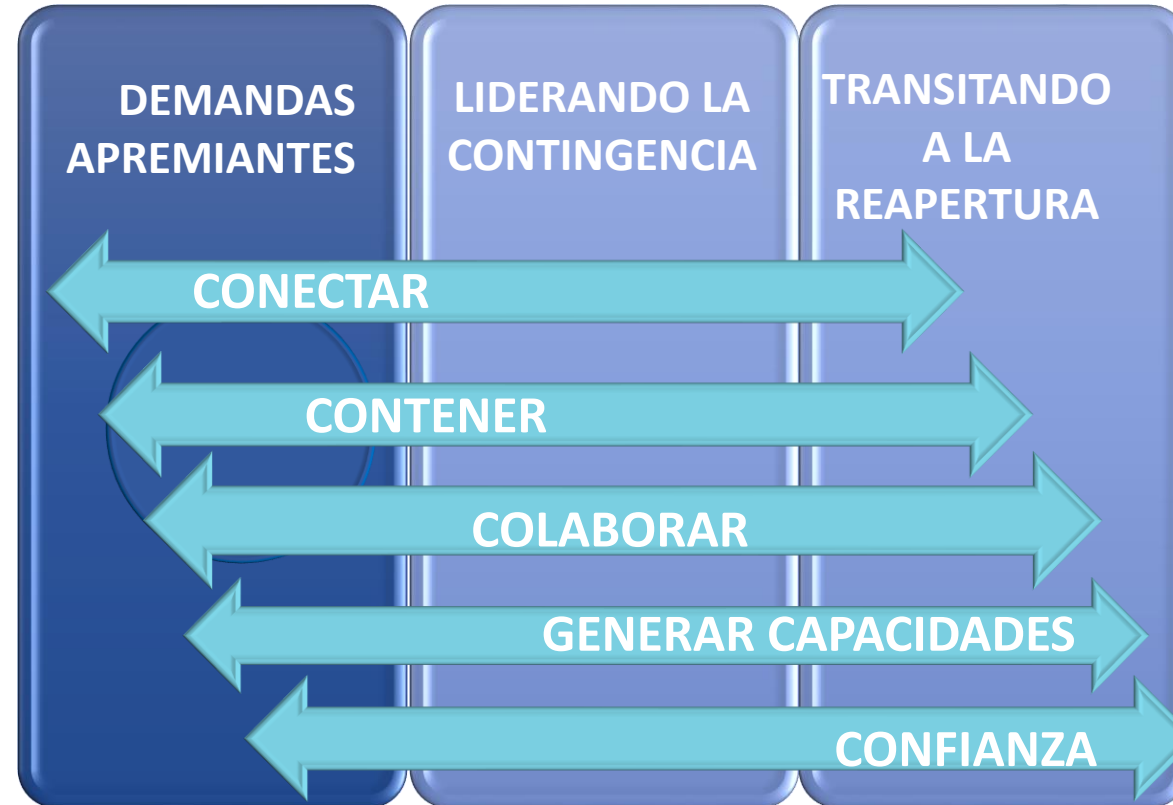 DEMANDAS
APREMIANTES
LIDERANDO LA
CONTINGENCIA
TRANSITANDO
A LA
REAPERTURA
CONECTAR
CONTENER
COLABORAR
GENERAR CAPACIDADES
CONFIANZA